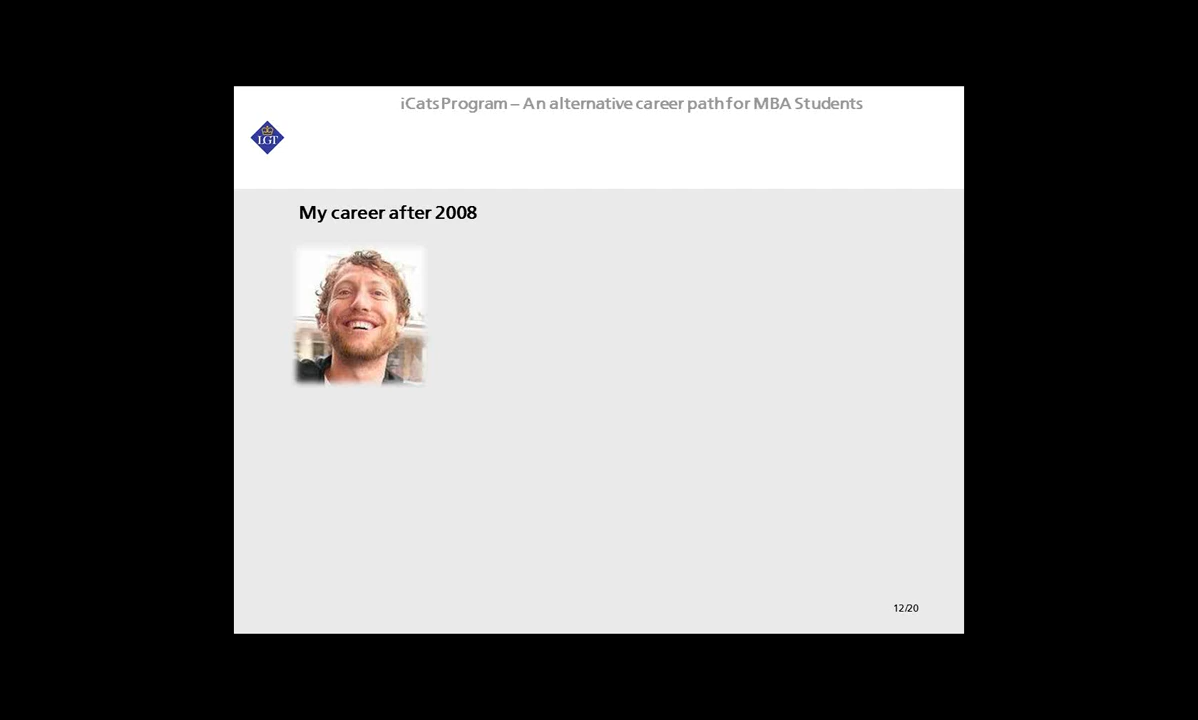 iCats Program – An alternative career path for MBA Students
LGT
My career after 2008
12/20